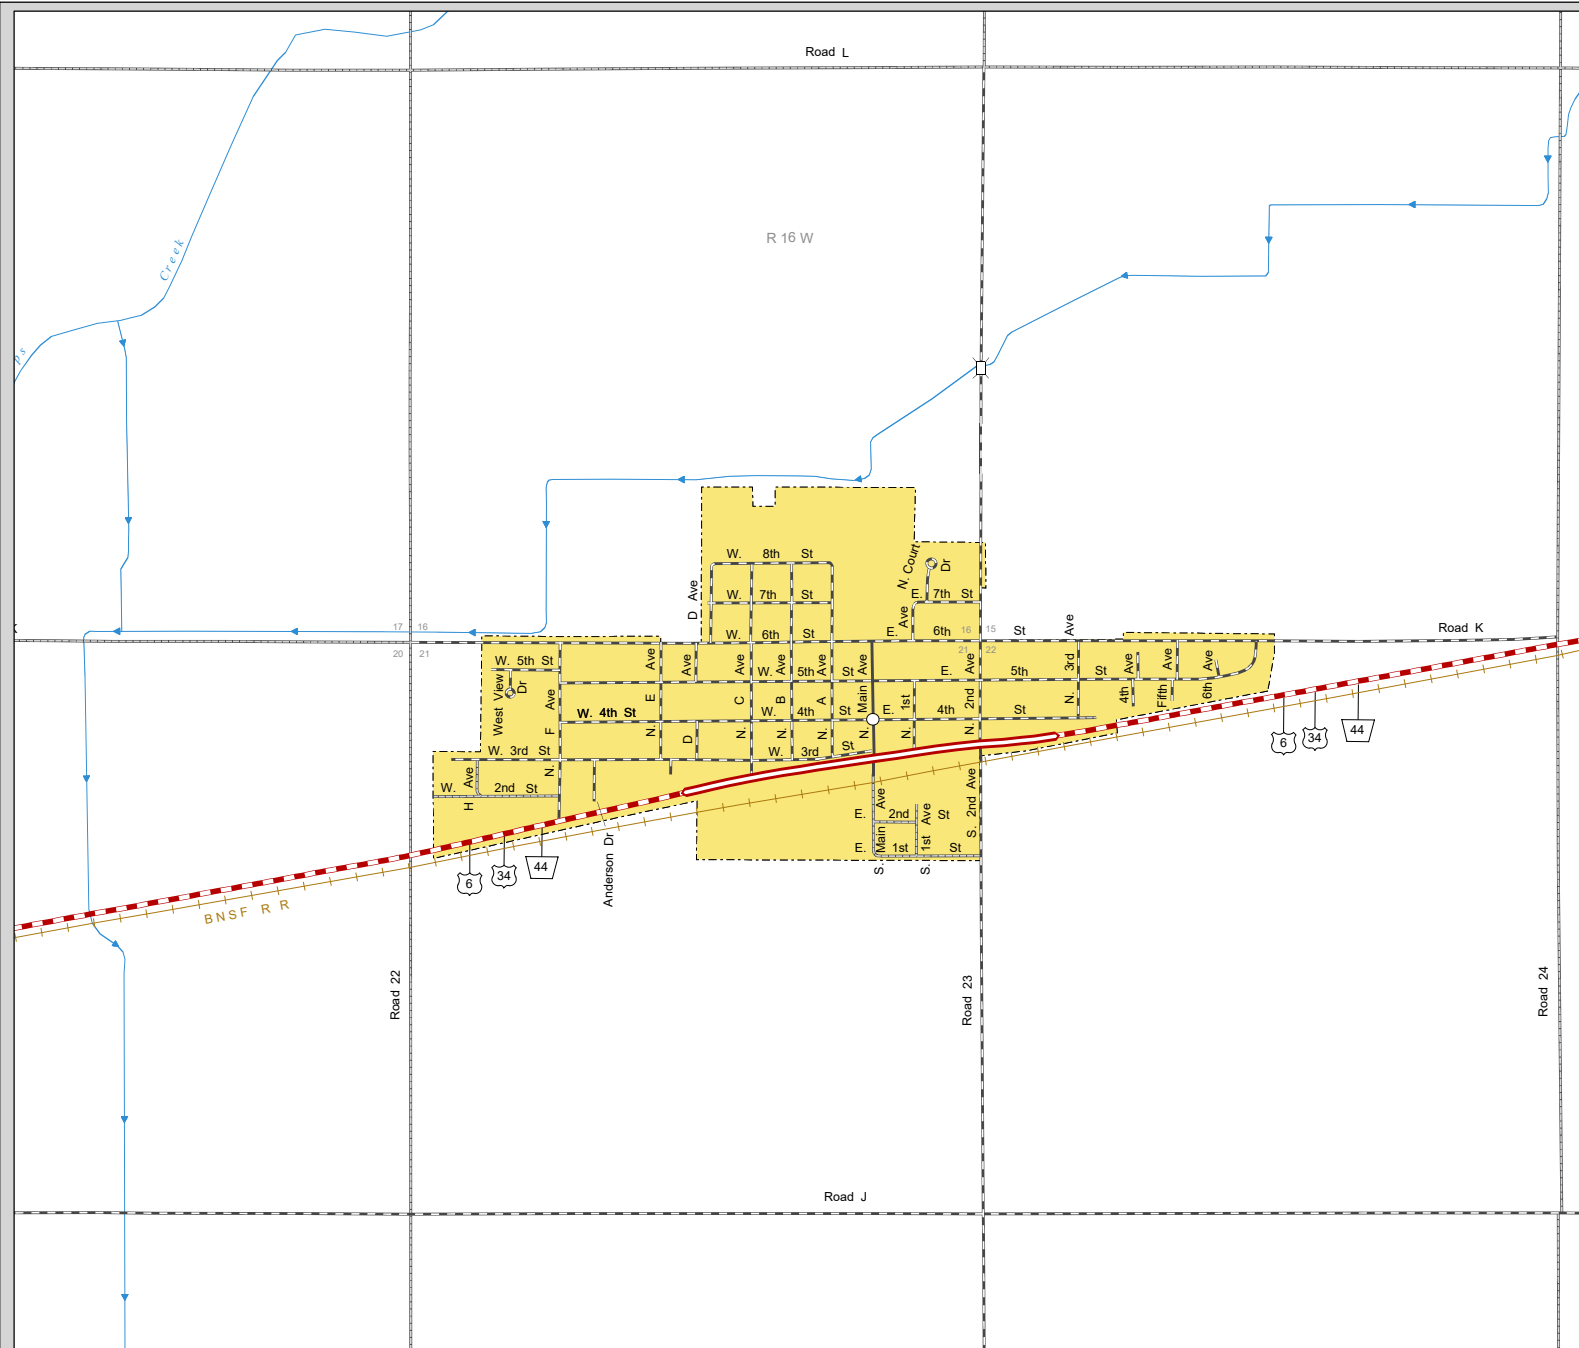 Road L
Creek
R 16 W
ps
W. 8th St
N. Court Dr
D Ave
W. 7th St
E. 7th St
Ave
17 16
W. 6th St
E. 6th St
16 15
Ave
Road K
20 21
21 22
W. 5th St
Ave
Ave
Ave
W. 5th St
Ave
Ave
Main Ave
E. 5th St
Ave
3rd
4th Ave
Fifth Ave
6th Ave
West View Dr
F Ave
N. E
D
N. C
N. B
N. A
N.
N. 1st
N. 2nd
N.
W. 4th St
W. 4th St
E. 4th St
W. 3rd St
W. 3rd St
N.
H Ave
W. 2nd St
E. 2nd St
E. 1st St
S. Main Ave
S. 1st Ave
S. 2nd Ave
Anderson Dr
6
34
44
6
34
44
BNSF R R
Road 22
Road 23
Road 24
Road J